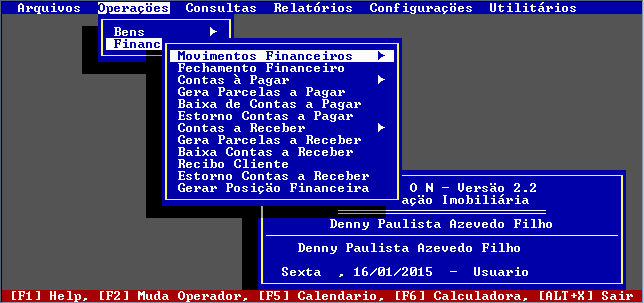 Arquivos Operações Consultas Relatórios Configurações Utilitários
Bens
Financ
Movimentos Financeiros
Fechamento Financeiro
Contas à Pagar
Gera Parcelas a Pagar
Baixa de Contas a Pagar
Estorno Contas a Pagar
Contas a Receber
Gera Parcelas a Receber
Baixa Contas a Receber
Recibo Cliente
Estorno Contas a Receber
Gerar Posição Financeira
O N - Versão 2.2
ação Imobiliária
Denny Paulista Azevedo Filho
Denny Paulista Azevedo Filho
Sexta , 16/01/2015 - Usuario
[F1] Help, [F2] Muda Operador, [F5] Calendario, [F6] Calculadora, [ALT+X] Sair